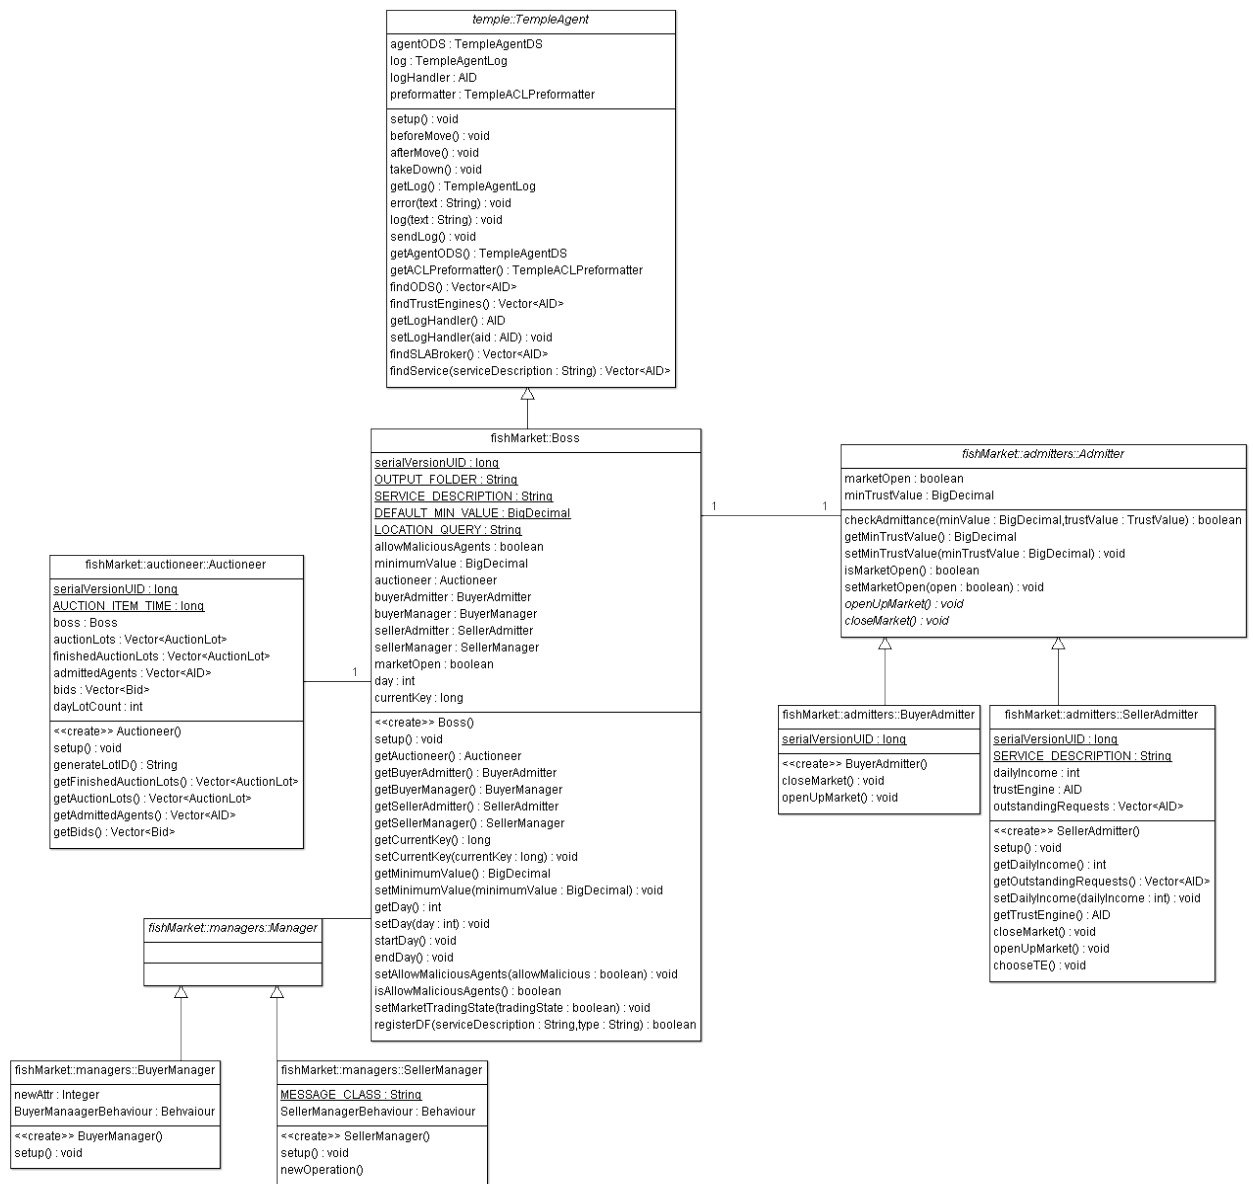 temple::TempleAgent
agentODS : TempleAgentDS
log : TempleAgentLog
logHandler : AID
preformatter : TempleACLPreformatter
setup() : void
beforeMove() : void
afterMove() : void
takeDown() : void
getLog() : TempleAgentLog
error(text : String) : void
log(text : String) : void
sendLog() : void
getAgentODS() : TempleAgentDS
getACLPreformatter() : TempleACLPreformatter
findODS() : Vector<AID>
findTrustEngines() : Vector<AID>
getLogHandler() : AID
setLogHandler(aid : AID) : void
findSLABroker() : Vector<AID>
findService(serviceDescription : String) : Vector<AID>
fishMarket::Boss
serialVersionUID : long
OUTPUT_FOLDER : String
SERVICE_DESCRIPTION : String
DEFAULT_MIN_VALUE : BigDecimal
LOCATION_QUERY : String
allowMaliciousAgents : boolean
minimumValue : BigDecimal
auctioneer : Auctioneer
buyerAdmitter : BuyerAdmitter
buyerManager : BuyerManager
sellerAdmitter : SellerAdmitter
sellerManager : SellerManager
marketOpen : boolean
day : int
currentKey : long
<<create>> Boss()
setup() : void
getAuctioneer() : Auctioneer
getBuyerAdmitter() : BuyerAdmitter
getBuyerManager() : BuyerManager
getSellerAdmitter() : SellerAdmitter
getSellerManager() : SellerManager
getCurrentKey() : long
setCurrentKey(currentKey : long) : void
getMinimumValue() : BigDecimal
setMinimumValue(minimumValue : BigDecimal) : void
getDay() : int
setDay(day : int) : void
startDay() : void
endDay() : void
setAllowMaliciousAgents(allowMalicious : boolean) : void
isAllowMaliciousAgents() : boolean
setMarketTradingState(tradingState : boolean) : void
registerDF(serviceDescription : String,type : String) : boolean
1
1
fishMarket::admitters::Admitter
marketOpen : boolean
minTrustValue : BigDecimal
checkAdmittance(minValue : BigDecimal,trustValue : TrustValue) : boolean
getMinTrustValue() : BigDecimal
setMinTrustValue(minTrustValue : BigDecimal) : void
isMarketOpen() : boolean
setMarketOpen(open : boolean) : void
openUpMarket() : void
closeMarket() : void
fishMarket::auctioneer::Auctioneer
serialVersionUID : long
AUCTION_ITEM_TIME : long
boss : Boss
auctionLots : Vector<AuctionLot>
finishedAuctionLots : Vector<AuctionLot>
admittedAgents : Vector<AID>
bids : Vector<Bid>
dayLotCount : int
<<create>> Auctioneer()
setup() : void
generateLotID() : String
getFinishedAuctionLots() : Vector<AuctionLot>
getAuctionLots() : Vector<AuctionLot>
getAdmittedAgents() : Vector<AID>
getBids() : Vector<Bid>
1
fishMarket::admitters::BuyerAdmitter
serialVersionUID : long
<<create>> BuyerAdmitter()
closeMarket() : void
openUpMarket() : void
fishMarket::admitters::SellerAdmitter
serialVersionUID : long
SERVICE_DESCRIPTION : String
dailyIncome : int
trustEngine : AID
outstandingRequests : Vector<AID>
<<create>> SellerAdmitter()
setup() : void
getDailyIncome() : int
getOutstandingRequests() : Vector<AID>
setDailyIncome(dailyIncome : int) : void
getTrustEngine() : AID
closeMarket() : void
openUpMarket() : void
chooseTE() : void
fishMarket::managers::Manager
fishMarket::managers::BuyerManager
newAttr : Integer
BuyerManaagerBehaviour : Behvaiour
<<create>> BuyerManager()
setup() : void
fishMarket::managers::SellerManager
MESSAGE_CLASS : String
SellerManagerBehaviour : Behaviour
<<create>> SellerManager()
setup() : void
newOperation()